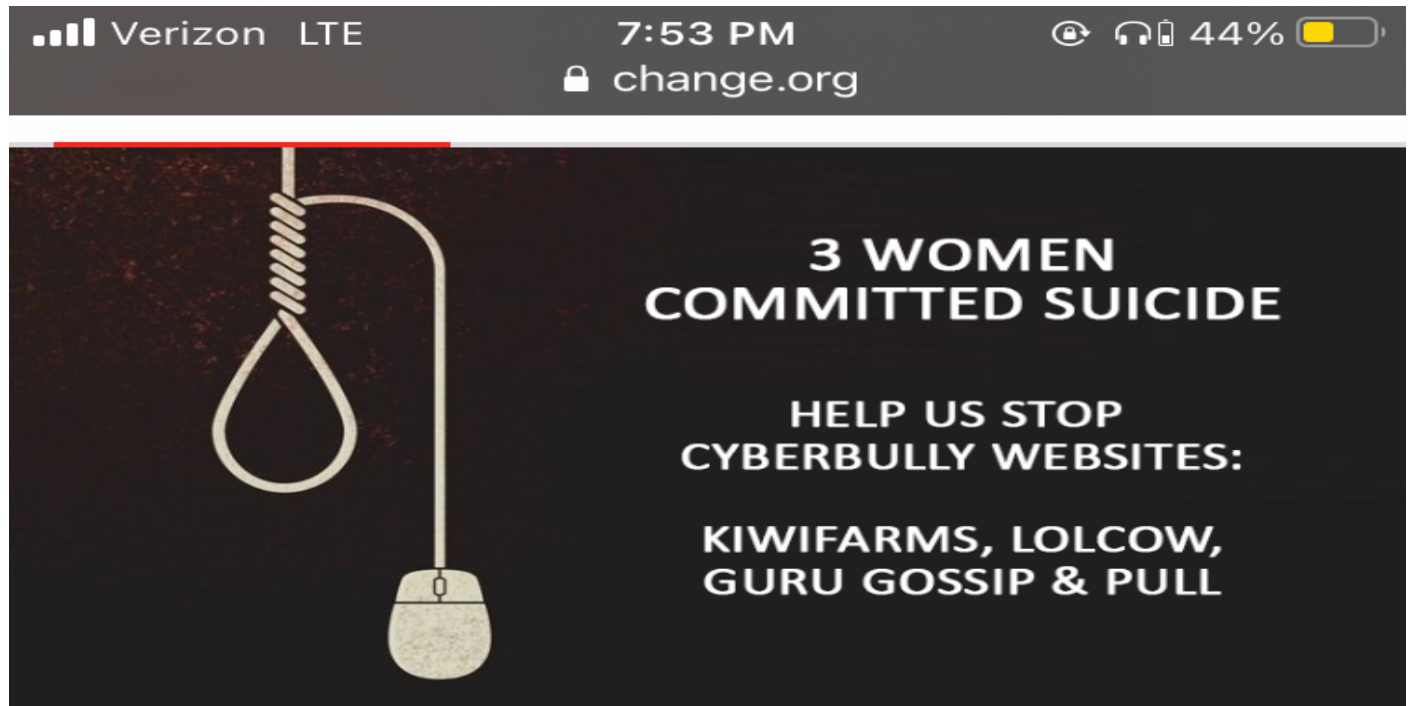 Verizon LTE 7:53 PM 44%
change.org
3 WOMEN
COMMITTED SUICIDE
HELP US STOP
CYBERBULLY WEBSITES:
KIWIFARMS, LOLCOW,
GURU GOSSIP & PULL